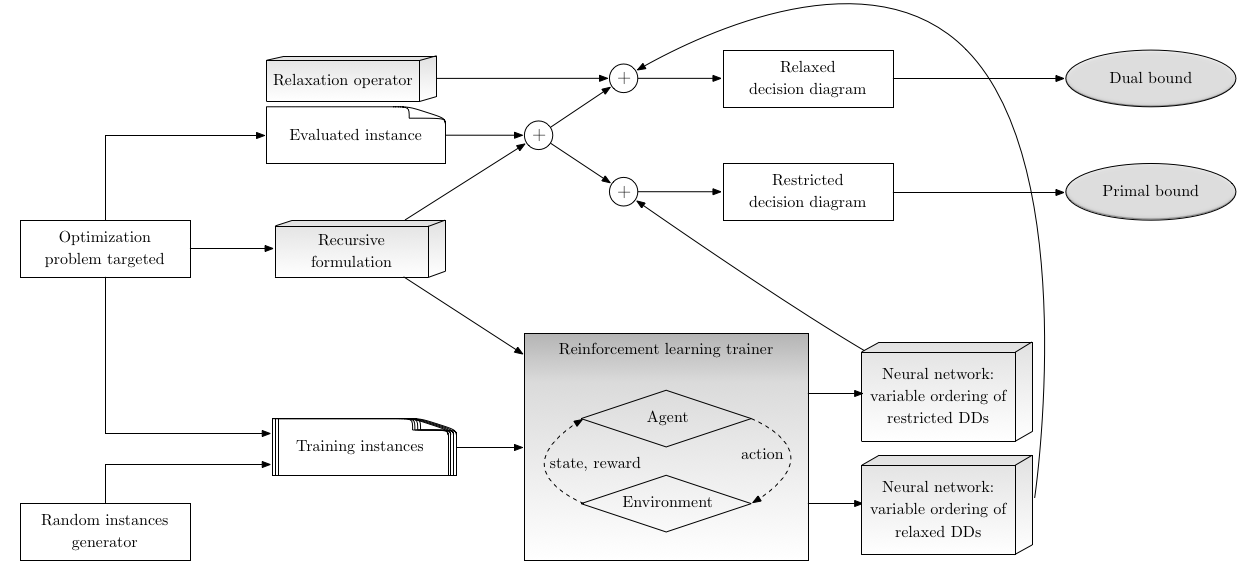 Relaxation operator
+
Relaxed
decision diagram
Dual bound
Evaluated instance
+
+
Restricted
decision diagram
Primal bound
Optimization
problem targeted
Recursive
formulation
Reinforcement learning trainer
Agent
state, reward
action
Environment
Neural network:
variable ordering of
restricted DDs
Training instances
Neural network:
variable ordering of
relaxed DDs
Random instances
generator